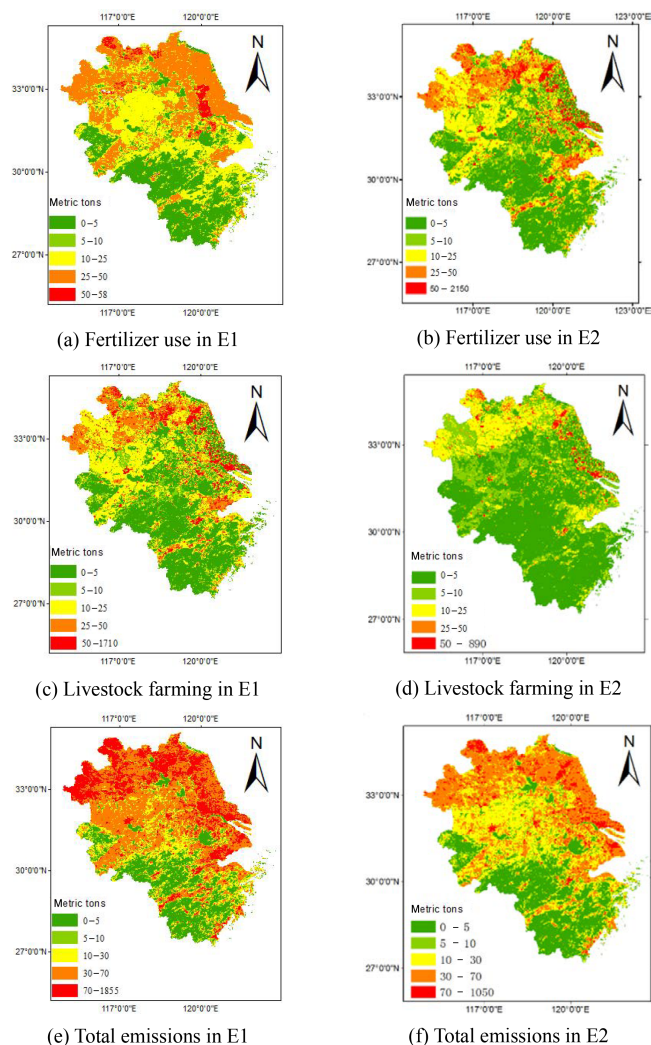 117°0'0"E 120°0'0"E
N
33°0'0"N
30°0'0"N
27°0'0"N
Metric tons
0-5
5-10
10-25
25-50
50-58
117°0'0"E 120°0'0"E
(a) Fertilizer use in E1
117°0'0"E 120°0'0"E 123°0'0"E
N
33°0'0"N
30°0'0"N
27°0'0"N
Metric tons
0-5
5-10
10-25
25-50
50 - 2150
117°0'0"E 120°0'0"E 123°0'0"E
(b) Fertilizer use in E2
117°0'0"E 120°0'0"E
N
33°0'0"N
30°0'0"N
27°0'0"N
Metric tons
0-5
5-10
10-25
25-50
50-1710
117°0'0"E 120°0'0"E
(c) Livestock farming in E1
117°0'0"E 120°0'0"E
N
33°0'0"N
30°0'0"N
27°0'0"N
Metric tons
0-5
5-10
10-25
25-50
50 - 890
117°0'0"E 120°0'0"E
(d) Livestock farming in E2
117°0'0"E 120°0'0"E
N
33°0'0"N
30°0'0"N
27°0'0"N
Metric tons
0-5
5-10
10-30
30-70
70-1855
117°0'0"E 120°0'0"E
(e) Total emissions in E1
117°0'0"E 120°0'0"E
N
33°0'0"N
30°0'0"N
27°0'0"N
Metric tons
0 - 5
5 - 10
10 - 30
30 - 70
70 - 1050
117°0'0"E 120°0'0"E
(f) Total emissions in E2